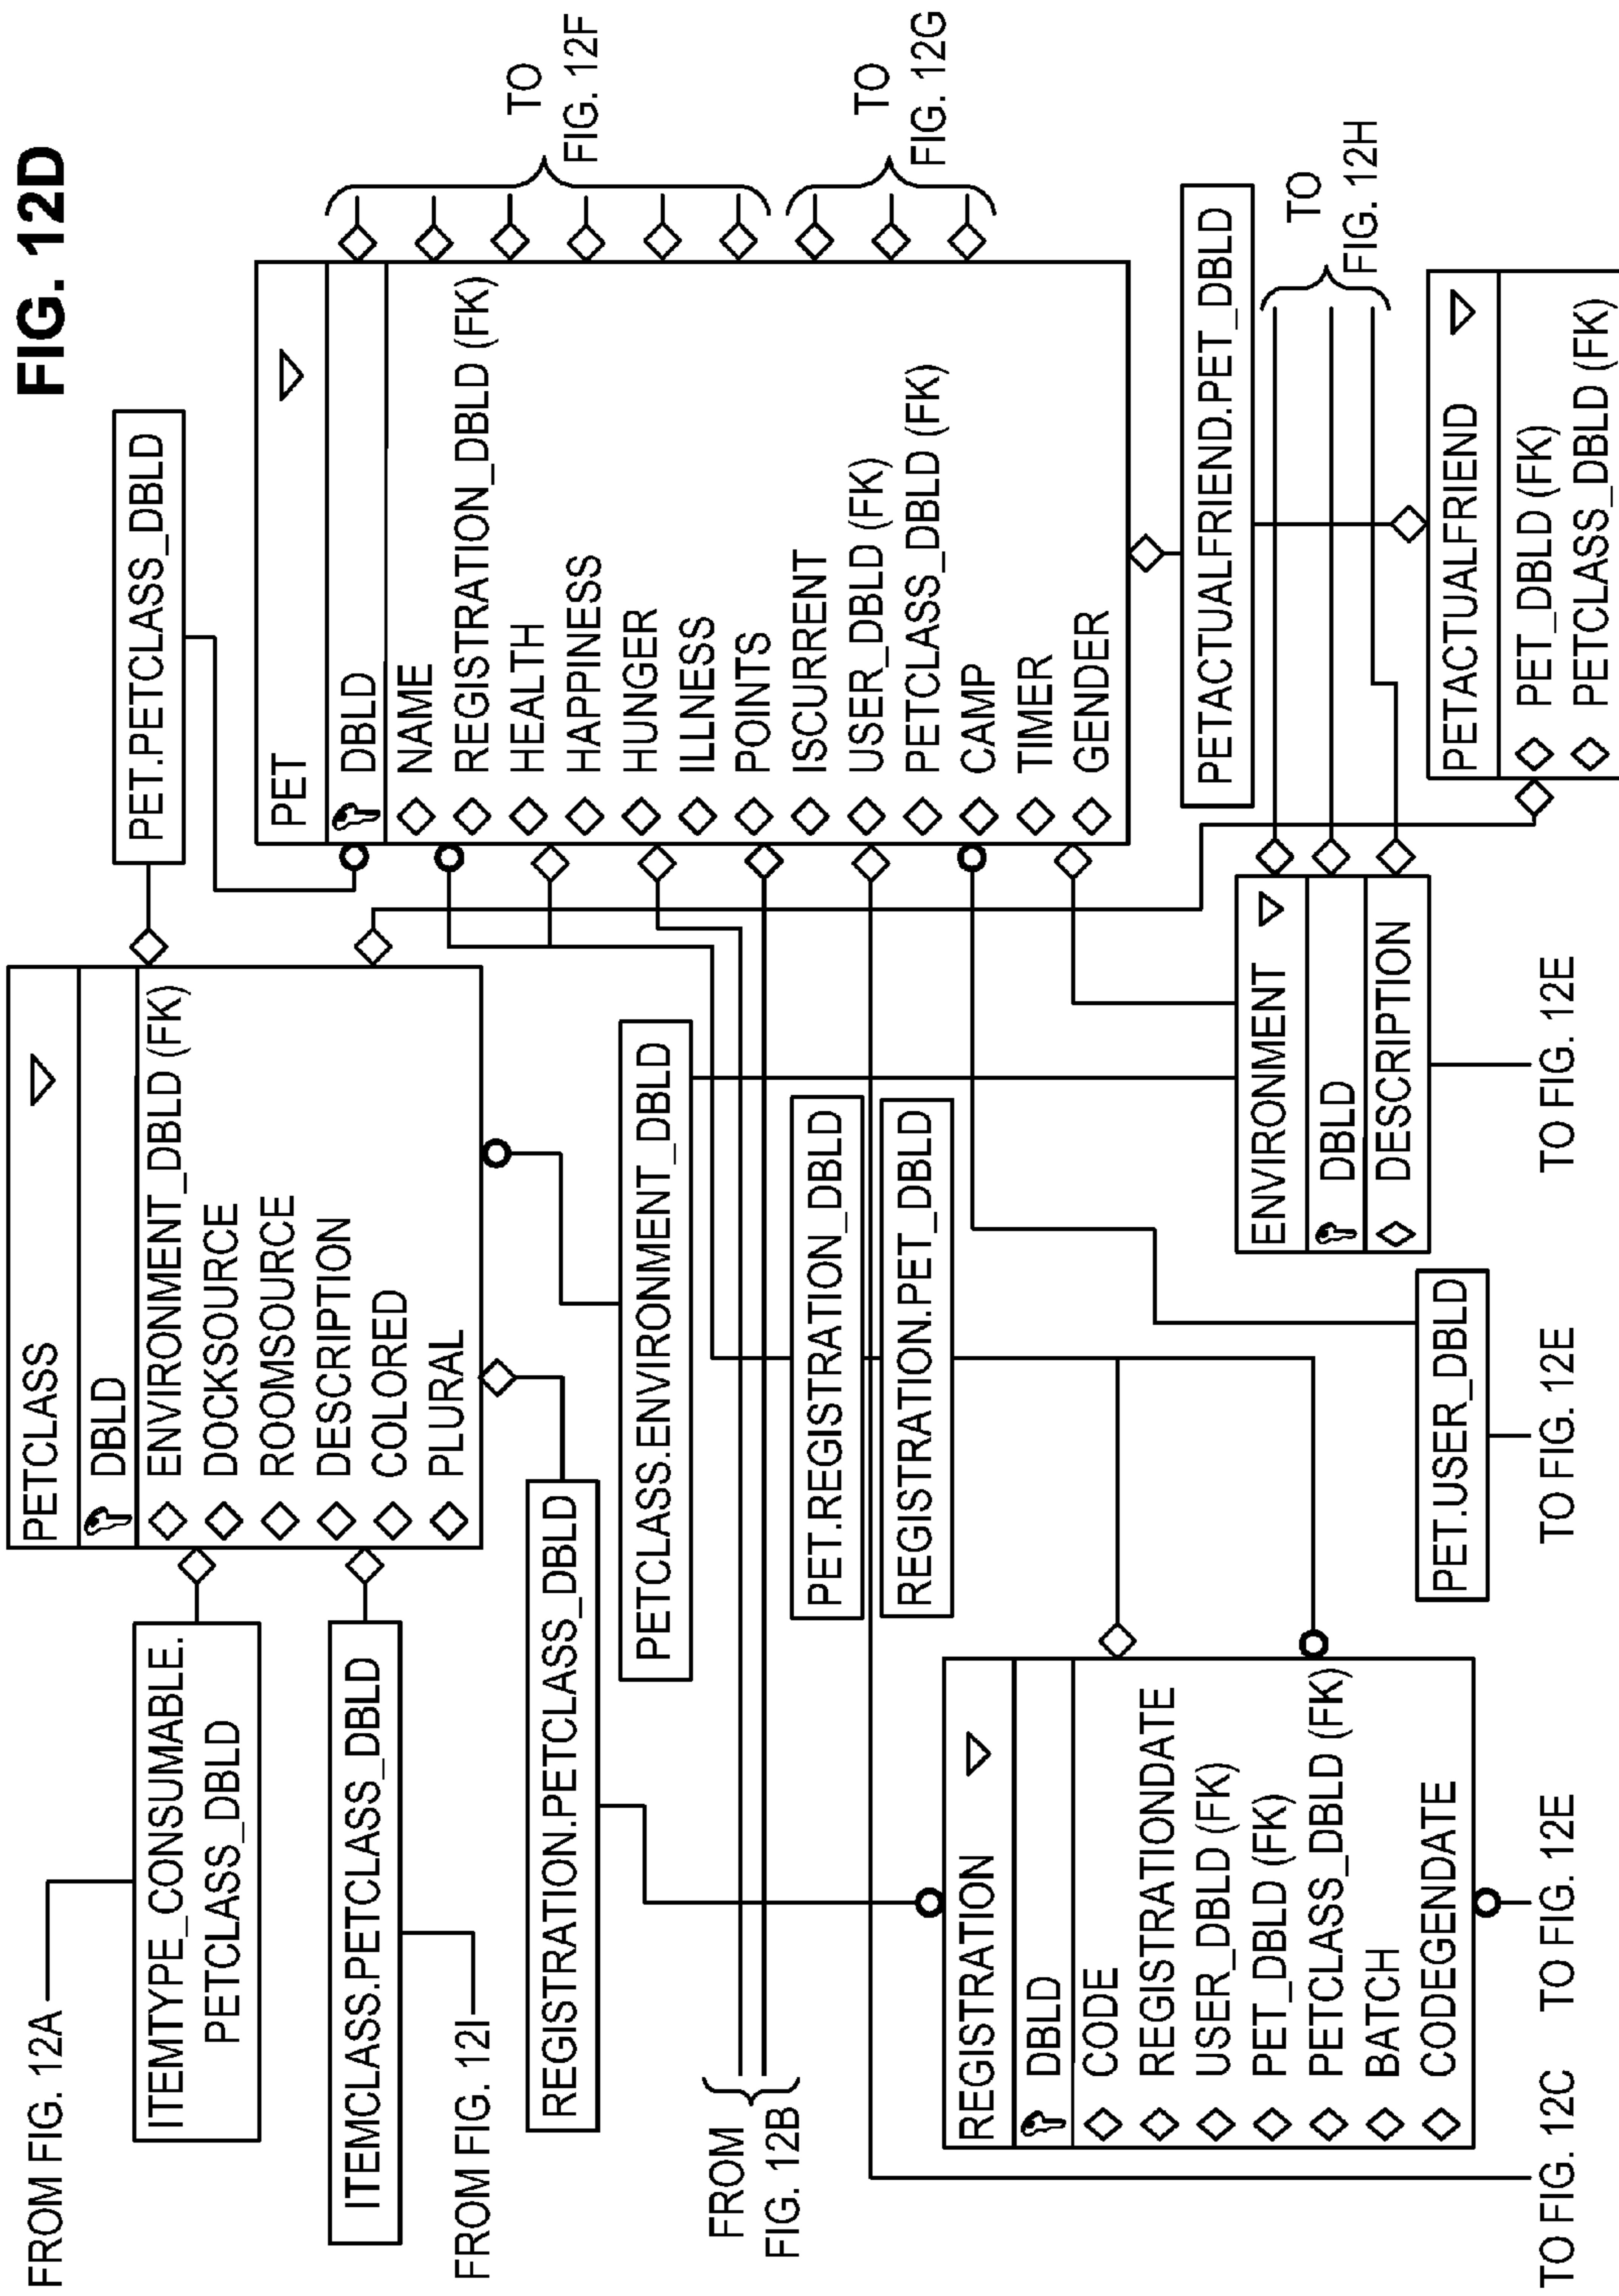 FIG. 12D
FROM FIG. 12A
ITEMTYPE_CONSUMABLE.
PETCLASS_DBLD
ITEMCLASS.PETCLASS_DBLD
FROM FIG. 12I
PETCLASS
DBLD
ENVIRONMENT_DBLD (FK)
DOCKSOURCE
ROOMSOURCE
DESCRIPTION
COLORED
PLURAL
PET.PETCLASS_DBLD
REGISTRATION.PETCLASS_DBLD
PETCLASS.ENVIRONMENT_DBLD
FROM
FIG. 12B
PET.REGISTRATION_DBLD
REGISTRATION.PET_DBLD
PET
DBLD
NAME
REGISTRATION_DBLD (FK)
HEALTH
HAPPINESS
HUNGER
ILLNESS
POINTS
ISCURRENT
USER_DBLD (FK)
PETCLASS_DBLD (FK)
CAMP
TIMER
GENDER
TO
FIG. 12F
TO
FIG. 12G
REGISTRATION
DBLD
CODE
REGISTRATIONDATE
USER_DBLD (FK)
PET_DBLD (FK)
PETCLASS_DBLD (FK)
BATCH
CODEGENDATE
PETACTUALFRIEND.PET_DBLD
ENVIRONMENT
DBLD
DESCRIPTION
TO
FIG. 12H
PET.USER_DBLD
PETACTUALFRIEND
PET_DBLD (FK)
PETCLASS_DBLD (FK)
TO FIG. 12C
TO FIG. 12E
TO FIG. 12E
TO FIG. 12E